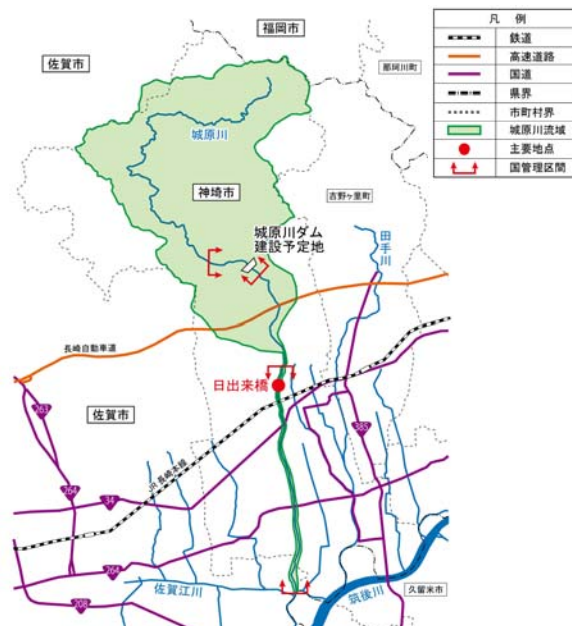 福岡市
佐賀市
那珂川町
城原川
神埼市
吉野ヶ里町
田手川
城原川ダム
建設予定地
長崎自動車道
日出来橋
佐賀市
263
385
JR長崎本線
264
34
264
佐賀江川
筑後川
久留米市
208
凡 例
鉄道
高速道路
国道
県界
市町村界
城原川流域
主要地点
国管理区間